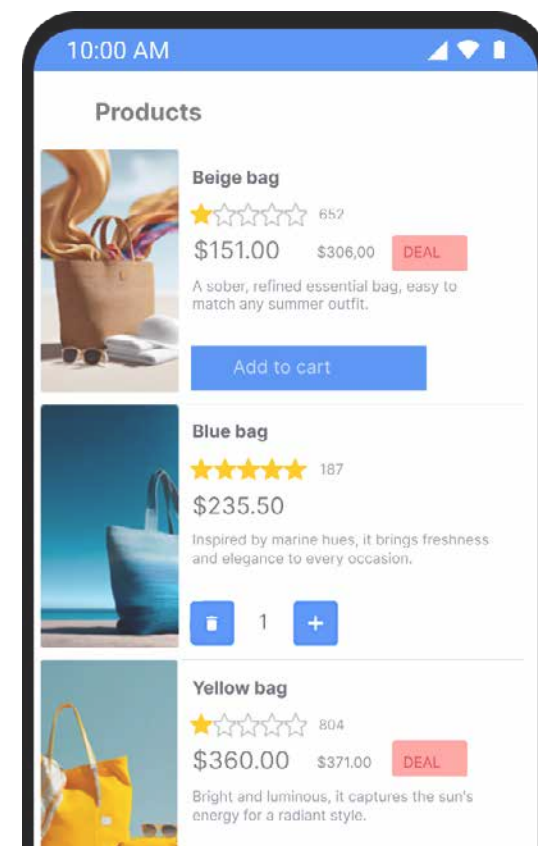 10:00 AM
Products
Beige bag
652
$151.00 $306,00 DEAL
A sober, refined essential bag, easy to
match any summer outfit.
Add to cart
Blue bag
187
$235.50
Inspired by marine hues, it brings freshness
and elegance to every occasion.
1
Yellow bag
804
$360.00 $371.00 DEAL
Bright and luminous, it captures the sun's
energy for a radiant style.